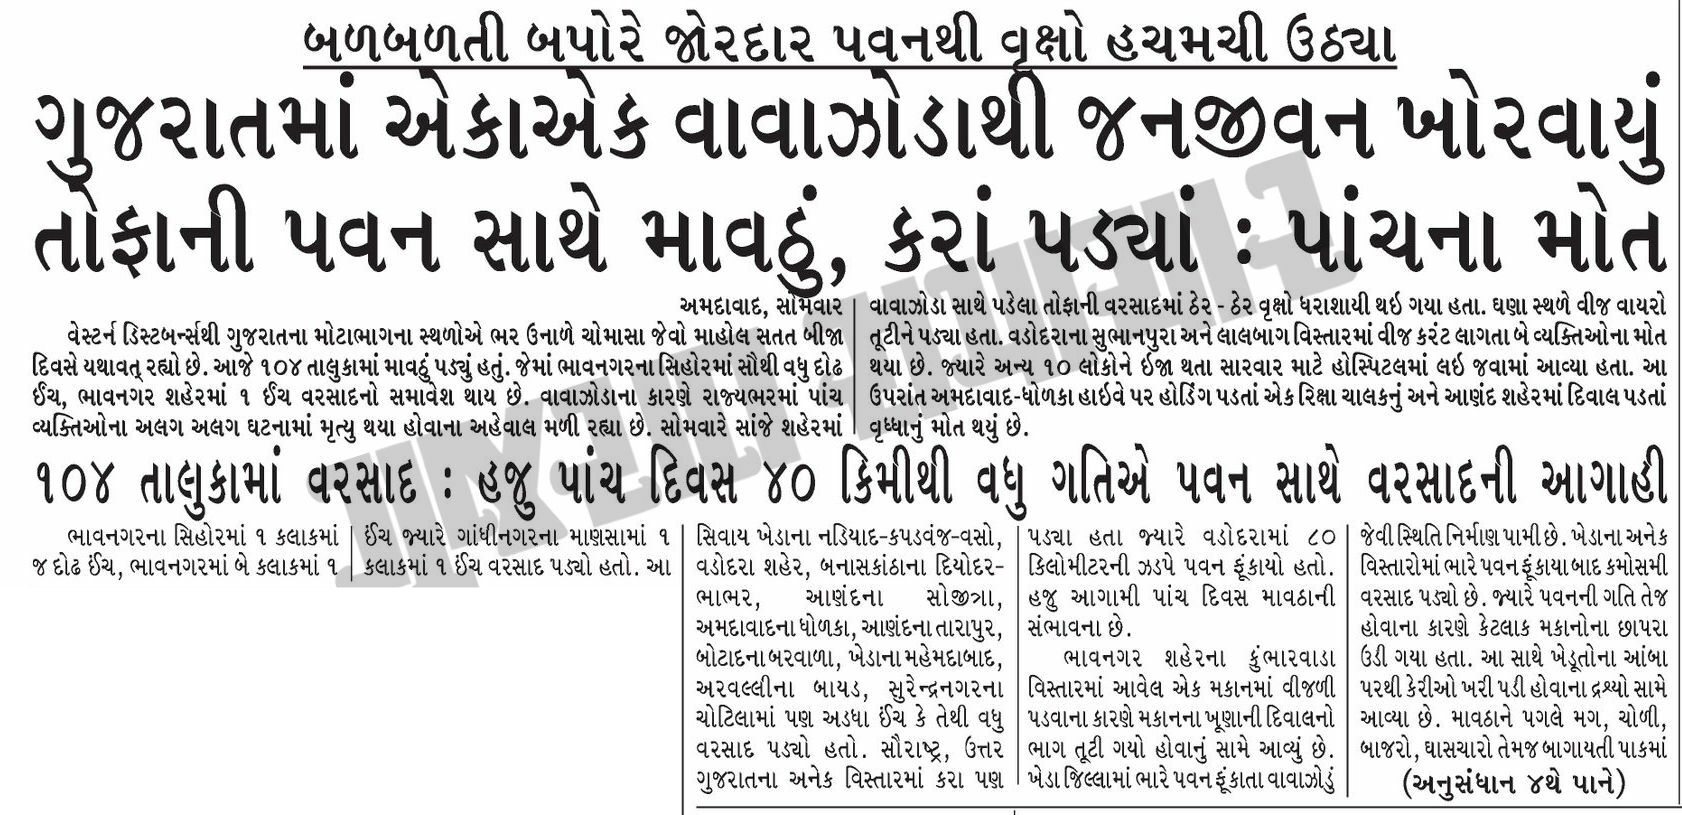 બળબળતી બપોરે જોરદાર પવનથી વૃક્ષો હચમચી ઉઠ્યા
ગુજરાતમાં એકાએક વાવાઝોડાથી જનજીવન ખોરવાયું
તોફાની પવન સાથે માવઠું, કરાં પડ્યાં : પાંચના મોત
અમદાવાદ, સોમવાર
વેસ્ટર્ન ડિસ્ટબર્ન્સથી ગુજરાતના મોટાભાગના સ્થળોએ ભર ઉનાળે ચોમાસા જેવો માહોલ સતત બીજા
દિવસે યથાવત્ રહ્યો છે. આજે ૧૦૪ તાલુકામાં માવઠું પડ્યું હતું. જેમાં ભાવનગરના સિહોરમાં સૌથી વધુ દોઢ
ઈંચ, ભાવનગર શહેરમાં ૧ ઈંચ વરસાદનો સમાવેશ થાય છે. વાવાઝોડાના કારણે રાજ્યભરમાં પાંચ
વ્યક્તિઓના અલગ અલગ ઘટનામાં મૃત્યુ થયા હોવાના અહેવાલ મળી રહ્યા છે. સોમવારે સાંજે શહેરમાં
વાવાઝોડા સાથે પડેલા તોફાની વરસાદમાં ઠેર - ઠેર વૃક્ષો ધરાશાયી થઇ ગયા હતા. ઘણા સ્થળે વીજ વાયરો
તૂટીને પડ્યા હતા. વડોદરાના સુભાનપુરા અને લાલબાગ વિસ્તારમાં વીજ કરંટ લાગતા બે વ્યક્તિઓના મોત
થયા છે. જ્યારે અન્ય ૧૦ લોકોને ઇજા થતા સારવાર માટે હોસ્પિટલમાં લઇ જવામાં આવ્યા હતા. આ
ઉપરાંત અમદાવાદ-ધોળકા હાઇવે પર હોર્ડિંગ પડતાં એક રિક્ષા ચાલકનું અને આણંદ શહેરમાં દિવાલ પડતાં
વૃધ્ધાનું મોત થયું છે.
૧૦૪ તાલુકામાં વરસાદ : હજુ પાંચ દિવસ ૪૦ કિમીથી વધુ ગતિએ પવન સાથે વરસાદની આગાહી
ભાવનગરના સિહોરમાં ૧ કલાકમાં
જ દોઢ ઈંચ, ભાવનગરમાં બે કલાકમાં ૧
ઈંચ જ્યારે ગાંધીનગરના માણસામાં ૧
કલાકમાં ૧ ઈંચ વરસાદ પડ્યો હતો. આ
સિવાય ખેડાના નડિયાદ-કપડવંજ-વસો,
વડોદરા શહેર, બનાસકાંઠાના દિયોદર-
ભાભર, આણંદના સોજીત્રા,
અમદાવાદના ધોળકા, આણંદના તારાપુર,
બોટાદના બરવાળા, ખેડાના મહેમદાબાદ,
અરવલ્લીના બાયડ, સુરેન્દ્રનગરના
ચોટિલામાં પણ અડધા ઈંચ કે તેથી વધુ
વરસાદ પડ્યો હતો. સૌરાષ્ટ્ર, ઉત્તર
ગુજરાતના અનેક વિસ્તારમાં કરા પણ
પડ્યા હતા જ્યારે વડોદરામાં ૮૦
કિલોમીટરની ઝડપે પવન ફૂંકાયો હતો.
હજુ આગામી પાંચ દિવસ માવઠાની
સંભાવના છે.
ભાવનગર શહેરના કુંભારવાડા
વિસ્તારમાં આવેલ એક મકાનમાં વીજળી
પડવાના કારણે મકાનના ખૂણાની દિવાલનો
ભાગ તૂટી ગયો હોવાનું સામે આવ્યું છે.
ખેડા જિલ્લામાં ભારે પવન ફૂંકાતા વાવાઝોડું
જેવી સ્થિતિ નિર્માણ પામી છે. ખેડાના અનેક
વિસ્તારોમાં ભારે પવન ફૂંકાયા બાદ કમોસમી
વરસાદ પડ્યો છે. જ્યારે પવનની ગતિ તેજ
હોવાના કારણે કેટલાક મકાનોના છાપરા
ઉડી ગયા હતા. આ સાથે ખેડૂતોના આંબા
પરથી કેરીઓ ખરી પડી હોવાના દ્રશ્યો સામે
આવ્યા છે. માવઠાને પગલે મગ, ચોળી,
બાજરો, ઘાસચારો તેમજ બાગાયતી પાકમાં
(અનુસંધાન ૪થે પાને)